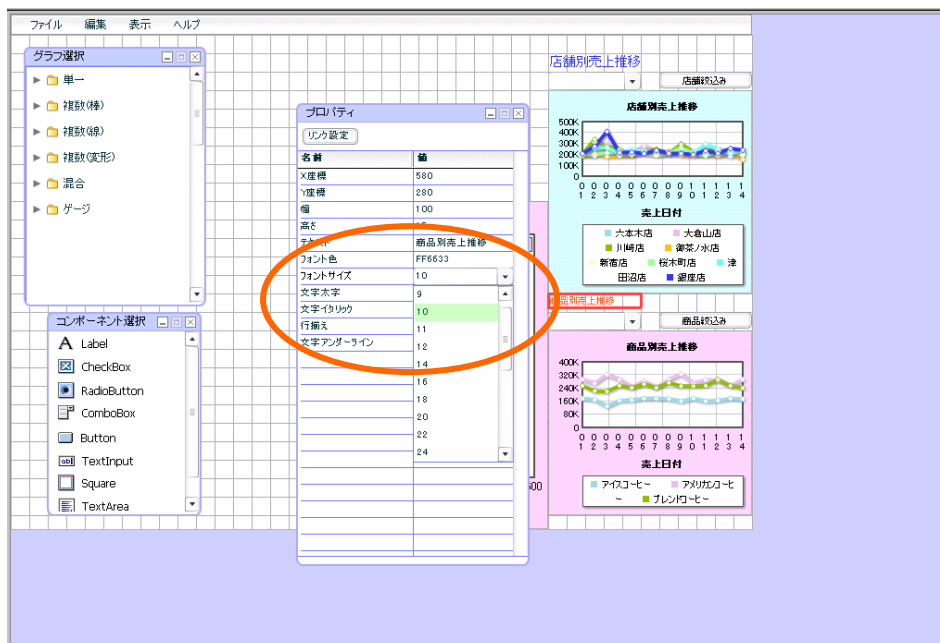 ファイル 編集 表示 ヘルプ
グラフ選択
単一
複数(棒)
複数(線)
複数(変形)
混合
ゲージ
コンポーネント選択
Label
CheckBox
RadioButton
ComboBox
Button
TextInput
Square
TextArea
プロパティ
リンク設定
名前 値
X座標 580
Y座標 280
幅 100
高さ
テキスト 商品別売上推移
フォント色 FF6633
フォントサイズ 10
文字太字
文字イタリック
行揃え
文字アンダーライン
9
10
11
12
14
16
18
20
22
24
店舗別売上推移
店舗絞込み
店舗別売上推移
500K
400K
300K
200K
100K
0
0 0 0 0 0 0 0 0 0 1 1 1 1 1
1 2 3 4 5 6 7 8 9 0 1 2 3 4
売上日付
六本木店 大倉山店
川崎店 御茶ノ水店
新宿店 桜木町店 津
田沼店 銀座店
商品別売上推移
商品絞込み
商品別売上推移
400K
320K
240K
160K
80K
0
0 0 0 0 0 0 0 0 0 1 1 1 1 1
1 2 3 4 5 6 7 8 9 0 1 2 3 4
売上日付
アイスコーヒー アメリカンコーヒ
ー ブレンドコーヒー